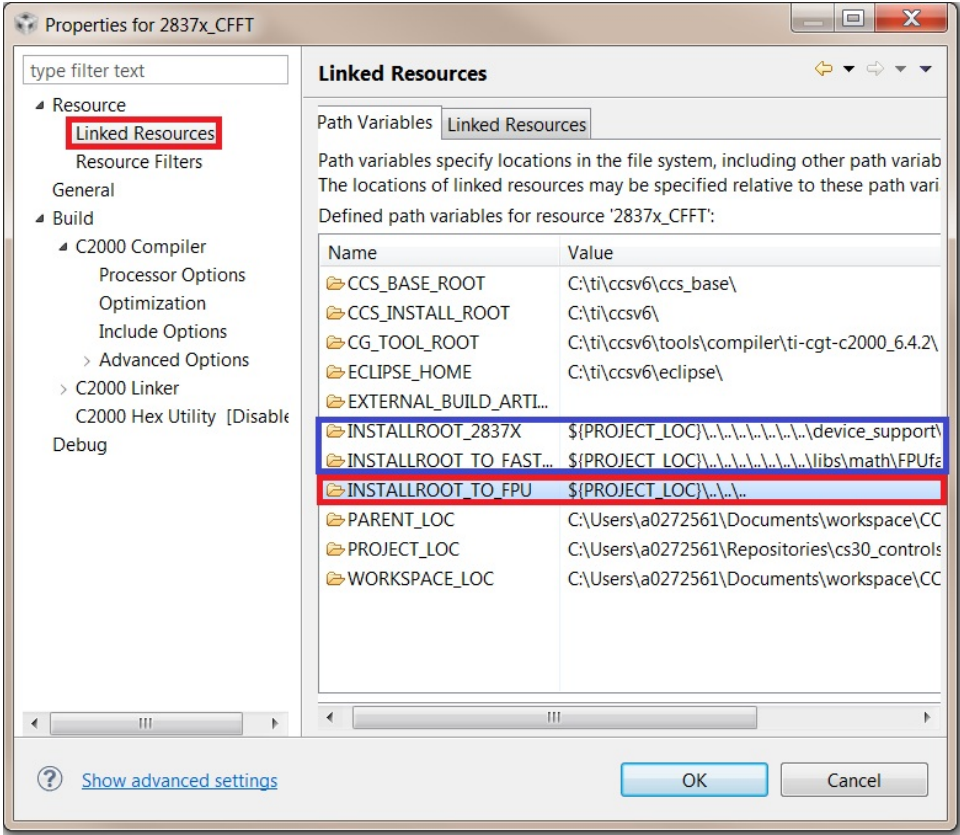 Properties for 2837x_CFFT
type filter text
Resource
Linked Resources
Resource Filters
General
Build
C2000 Compiler
Processor Options
Optimization
Include Options
Advanced Options
C2000 Linker
C2000 Hex Utility [Disable
Debug
Linked Resources
Path Variables Linked Resources
Path variables specify locations in the file system, including other path variab
The locations of linked resources may be specified relative to these path vari
Defined path variables for resource '2837x_CFFT':
Name Value
CCS_BASE_ROOT C:\ti\ccsv6\ccs_base\
CCS_INSTALL_ROOT C:\ti\ccsv6\
CG_TOOL_ROOT C:\ti\ccsv6\tools\compiler\ti-cgt-c2000_6.4.2\
ECLIPSE_HOME C:\ti\ccsv6\eclipse\
EXTERNAL_BUILD_ARTI...
INSTALLROOT_2837X ${PROJECT_LOC}\..\..\..\..\..\..\..\device_support\
INSTALLROOT_TO_FAST... ${PROJECT_LOC}\..\..\..\..\..\..\..\libs\math\FPUfa
INSTALLROOT_TO_FPU ${PROJECT_LOC}\..\..\..
PARENT_LOC C:\Users\a0272561\Documents\workspace\CC
PROJECT_LOC C:\Users\a0272561\Repositories\cs30_controls
WORKSPACE_LOC C:\Users\a0272561\Documents\workspace\CC
Show advanced settings
OK Cancel